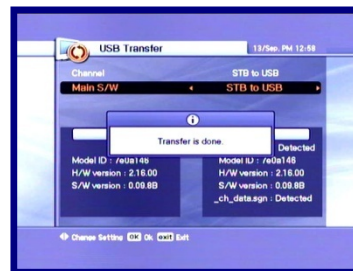 USB Transfer
13/Sep. PM 12:58
Channel
STB to USB
Main S/W
STB to USB
Transfer is done.
Detected
Model ID : 7e0a146
Model ID : 7e0a146
H/W version : 2.16.00
H/W version : 2.16.00
S/W version : 0.09.8B
S/W version : 0.09.8B
_ch_data.sgn : Detected
Change Setting OK Ok exit Exit